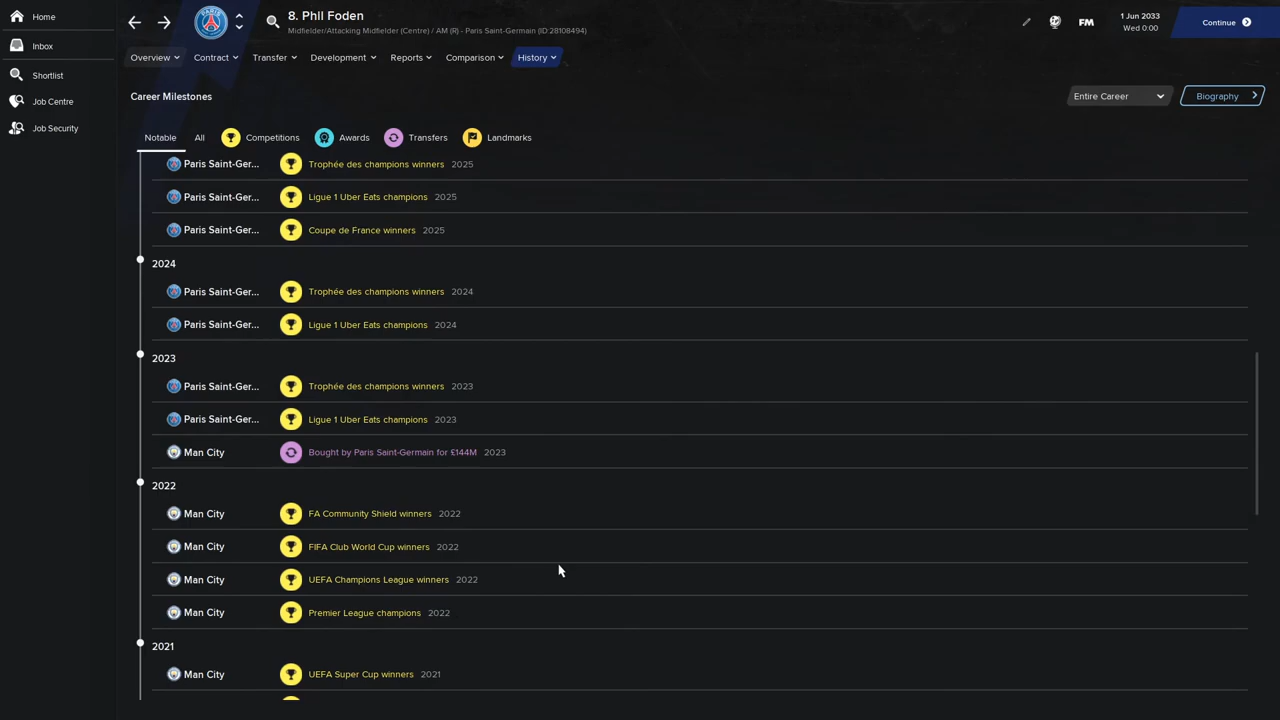 Home
Inbox
Shortlist
Job Centre
Job Security
8. Phil Foden
Midfielder/Attacking Midfielder (Centre) / AM (R) - Paris Saint-Germain (ID:28108494)
FM
1 Jun 2033
Wed 0:00
Continue
Overview
Contract
Transfer
Development
Reports
Comparison
History
Career Milestones
Entire Career
Biography
Notable
All
Competitions
Awards
Transfers
Landmarks
Paris Saint-Ger... Trophée des champions winners 2025
Paris Saint-Ger... Ligue 1 Uber Eats champions 2025
Paris Saint-Ger... Coupe de France winners 2025
2024
Paris Saint-Ger... Trophée des champions winners 2024
Paris Saint-Ger... Ligue 1 Uber Eats champions 2024
2023
Paris Saint-Ger... Trophée des champions winners 2023
Paris Saint-Ger... Ligue 1 Uber Eats champions 2023
Man City Bought by Paris Saint-Germain for £144M 2023
2022
Man City FA Community Shield winners 2022
Man City FIFA Club World Cup winners 2022
Man City UEFA Champions League winners 2022
Man City Premier League champions 2022
2021
Man City UEFA Super Cup winners 2021